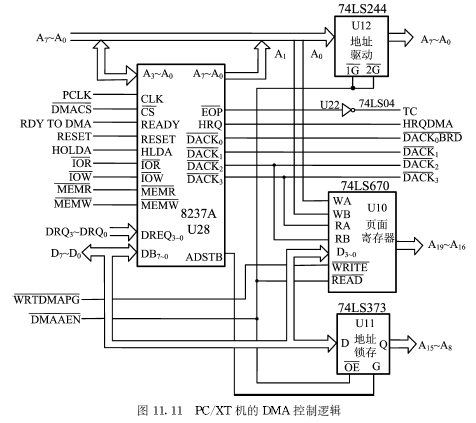 74LS244
U12
地址
驱动
1G 2G
A₇~A₀
A₁
A₀
A₇~A₀
A₃~A₀ A₇~A₀
PCLK
CLK
DMACS
CS
RDY TO DMA
READY
RESET
RESET
HOLDA
HLDA
IOR
IOR
IOW
IOW
MEMR
MEMR
MEMW
MEMW
EOP
HRQ
DACK₀
DACK₁
DACK₂
DACK₃
U22
74LS04
TC
HRQDMA
DACK₀BRD
DACK₁
DACK₂
DACK₃
8237A
U28
DRQ₃~DRQ₀
DREQ₃₋₀
D₇~D₀
DB₇₋₀
ADSTB
74LS670
WA
WB
RA
RB
D₃₋₀
WRITE
READ
U10
页面
寄存器
A₁₉~A₁₆
WRTDMAPG
DMAAEN
74LS373
U11
D 地址 Q
锁存
OE G
A₁₅~A₈
图 11.11 PC/XT 机的 DMA 控制逻辑